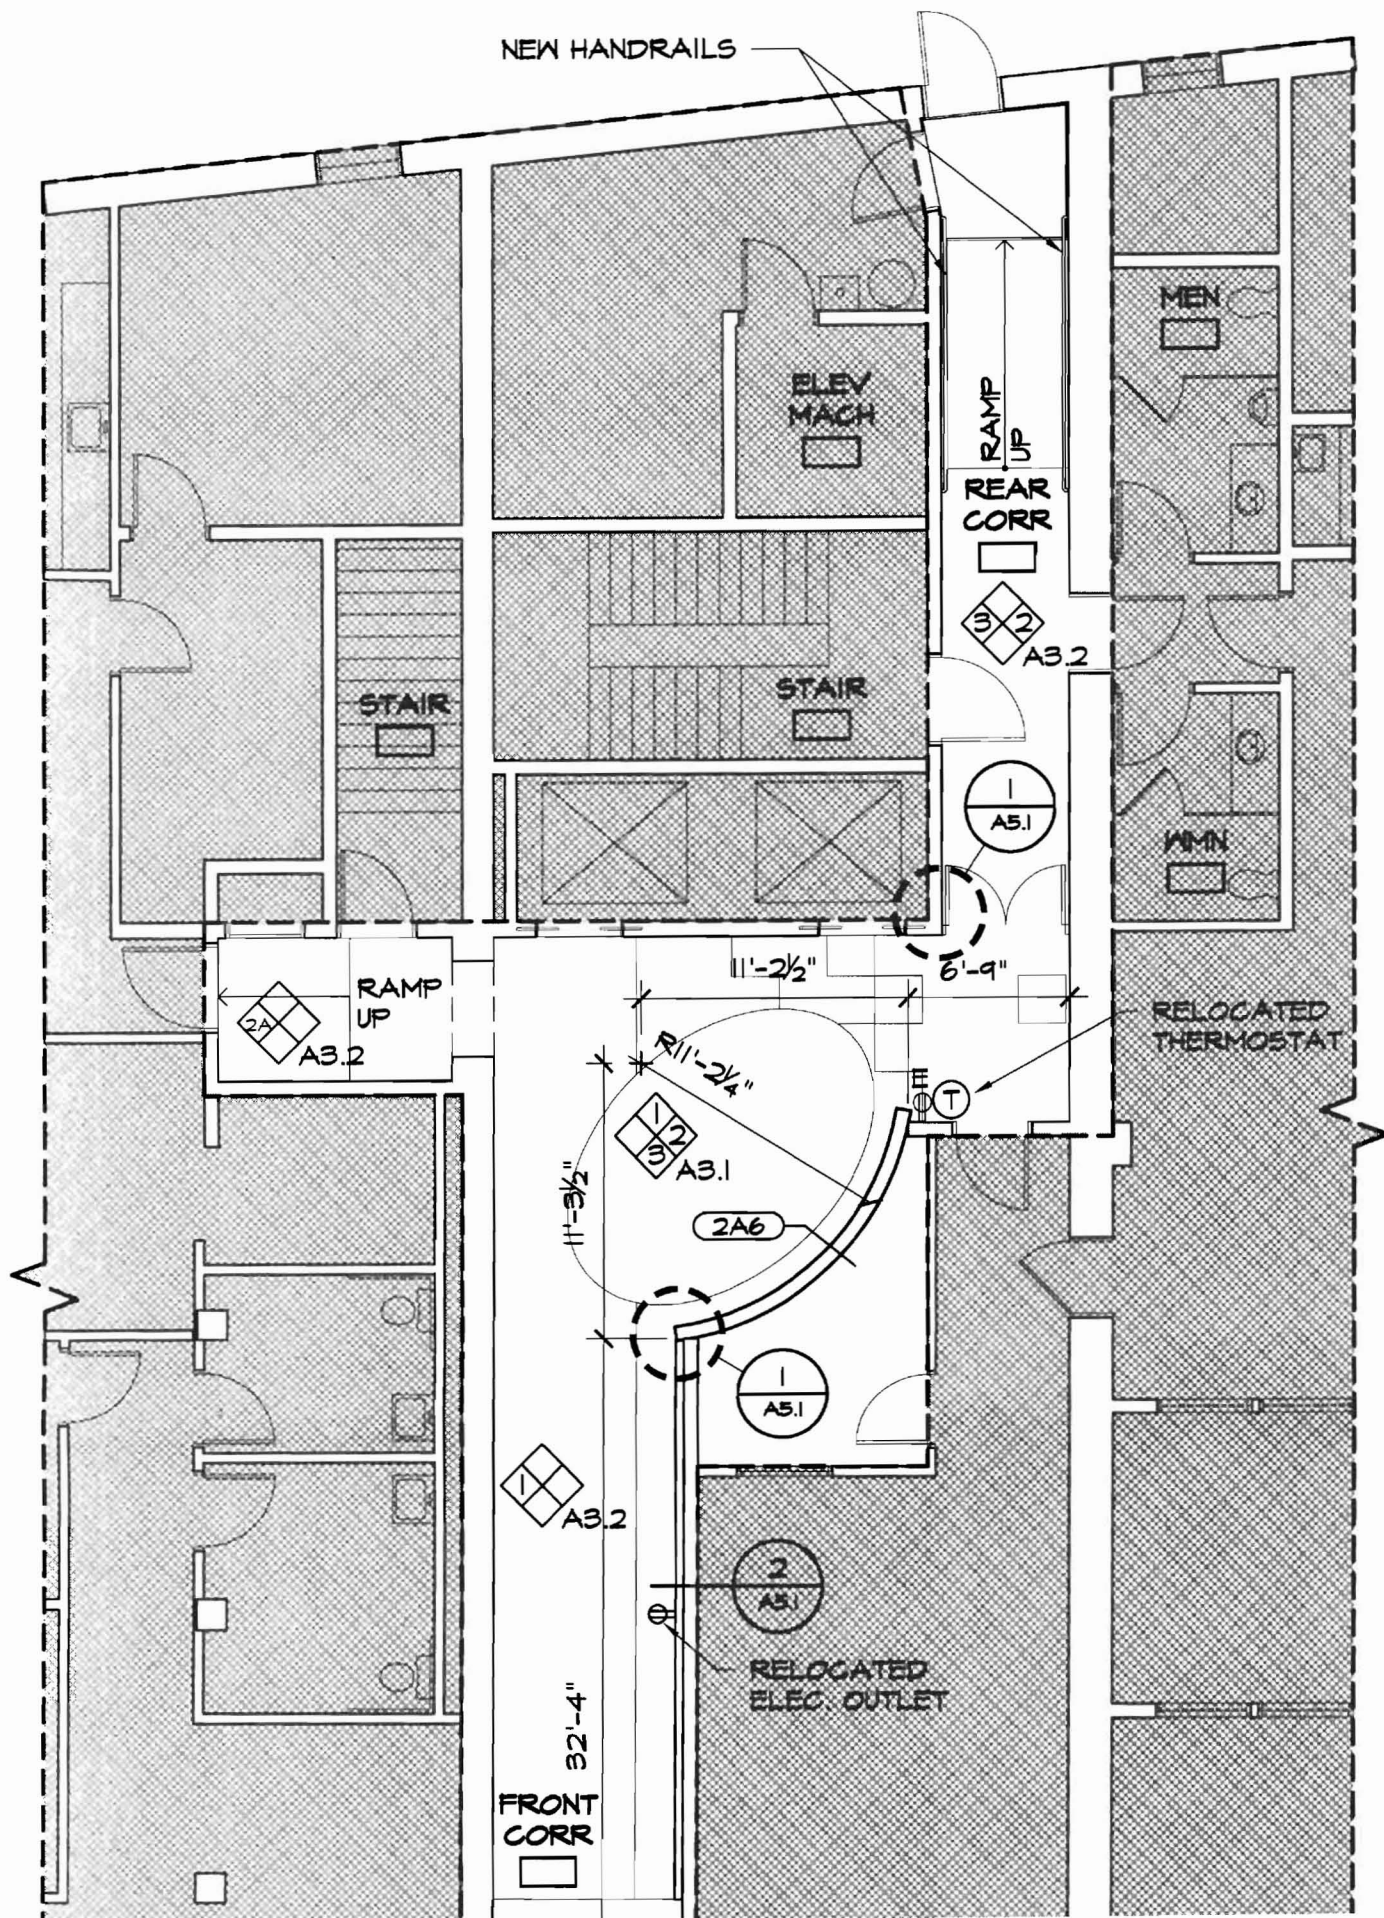 NEW HANDRAILS
MEN
ELEV
MACH
RAMP
UP
REAR
CORR
3 2
A3.2
STAIR
STAIR
1
A5.1
WMN
11'-2½"
6'-9"
RAMP
UP
2A
A3.2
RELOCATED
THERMOSTAT
R11'-2¼"
T
1
2
3
A3.1
11'-3½"
2A6
1
A5.1
1
A3.2
2
A5.1
RELOCATED
ELEC. OUTLET
32'-4"
FRONT
CORR